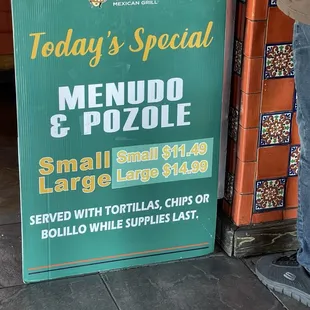 MEXICAN GRILL
Today's Special
MENUDO
& POZOLE
Small Small $11.49
Large Large $14.99
SERVED WITH TORTILLAS, CHIPS OR
BOLILLO WHILE SUPPLIES LAST.